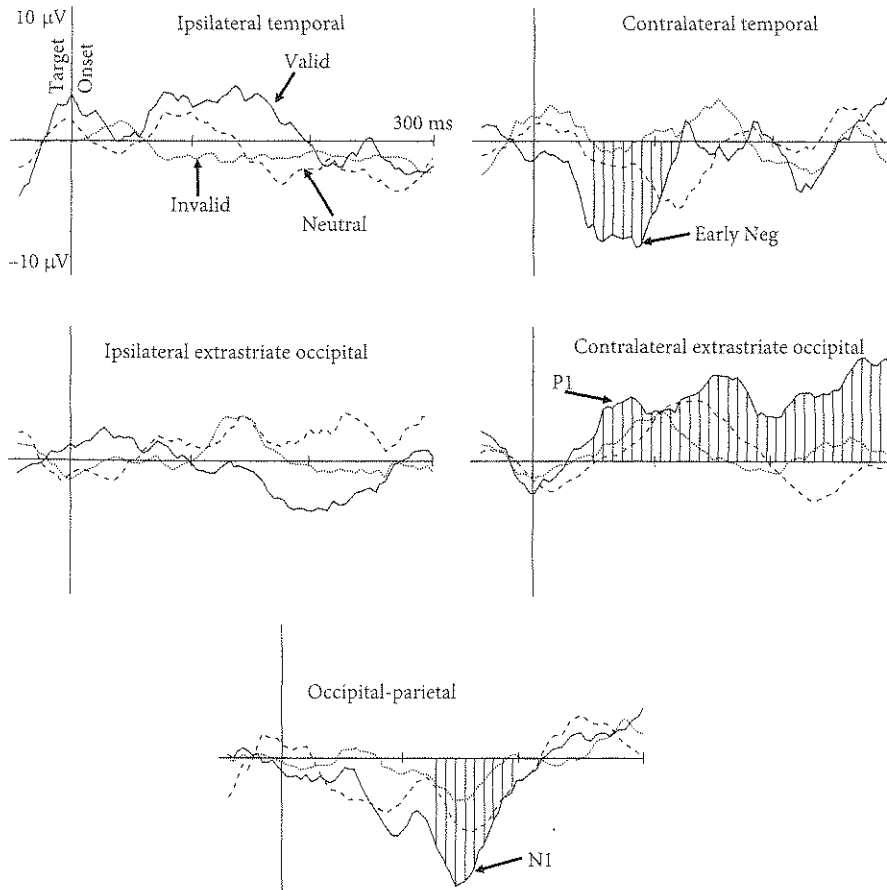 10 μV
Ipsilateral temporal
Contralateral temporal
Target
Onset
Valid
300 ms
Invalid
Neutral
Early Neg
–10 μV
Ipsilateral extrastriate occipital
Contralateral extrastriate occipital
P1
Occipital-parietal
N1